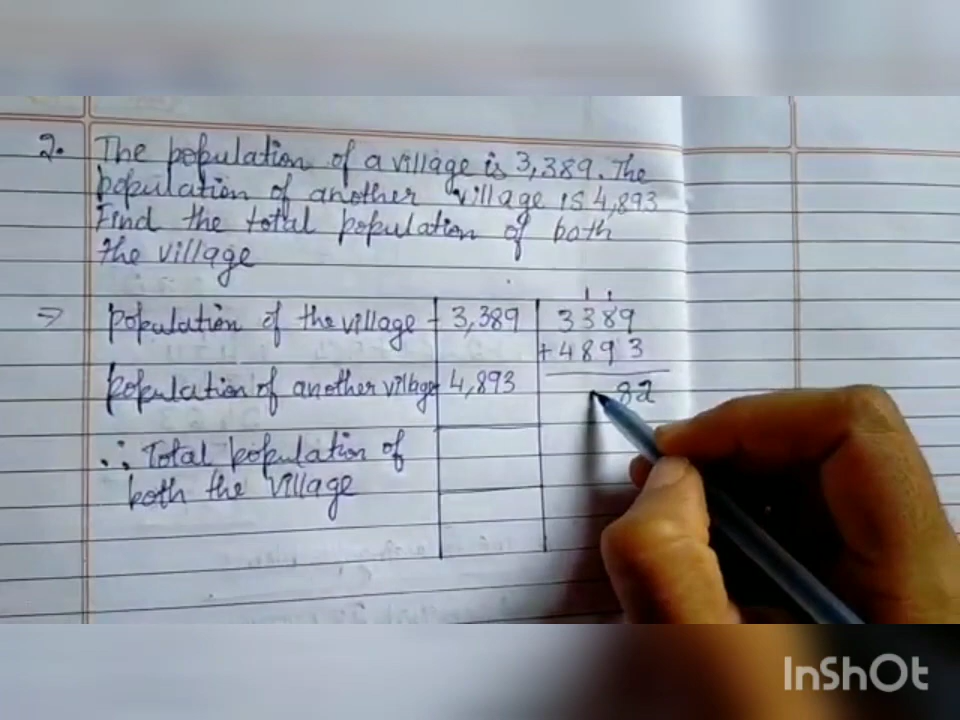 2. The population of a village is 3,389. The
population of another village is 4,893
Find the total population of both
the village
1 1
⇒ population of the village - 3,389 3389
+ 4893
population of another village 4,893 82
∴ Total population of
both the village
InShOt